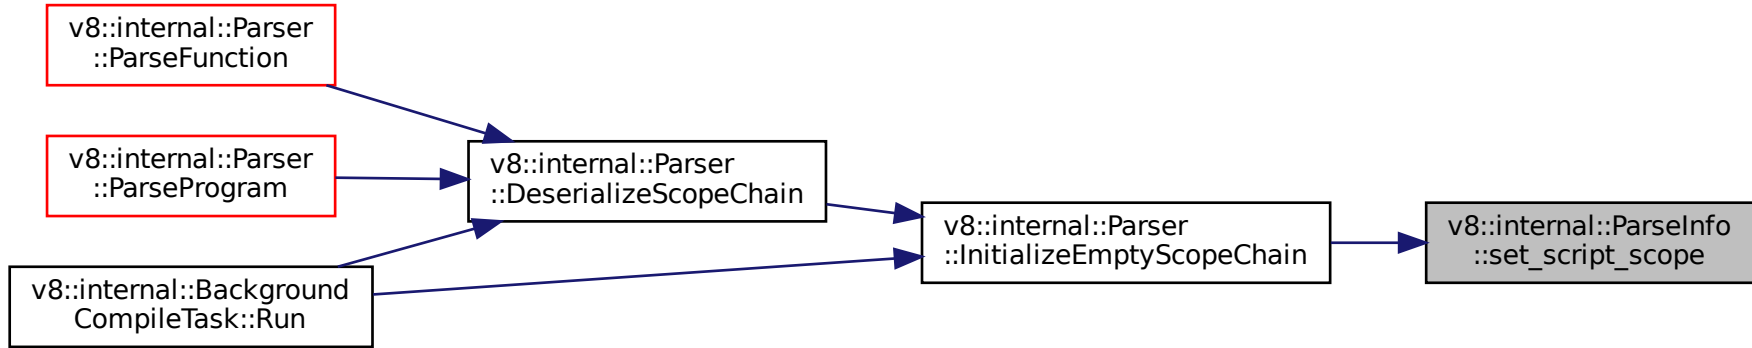 v8::internal::Parser
::ParseFunction
v8::internal::Parser
::ParseProgram
v8::internal::Background
CompileTask::Run
v8::internal::Parser
::DeserializeScopeChain
v8::internal::Parser
::InitializeEmptyScopeChain
v8::internal::ParseInfo
::set_script_scope